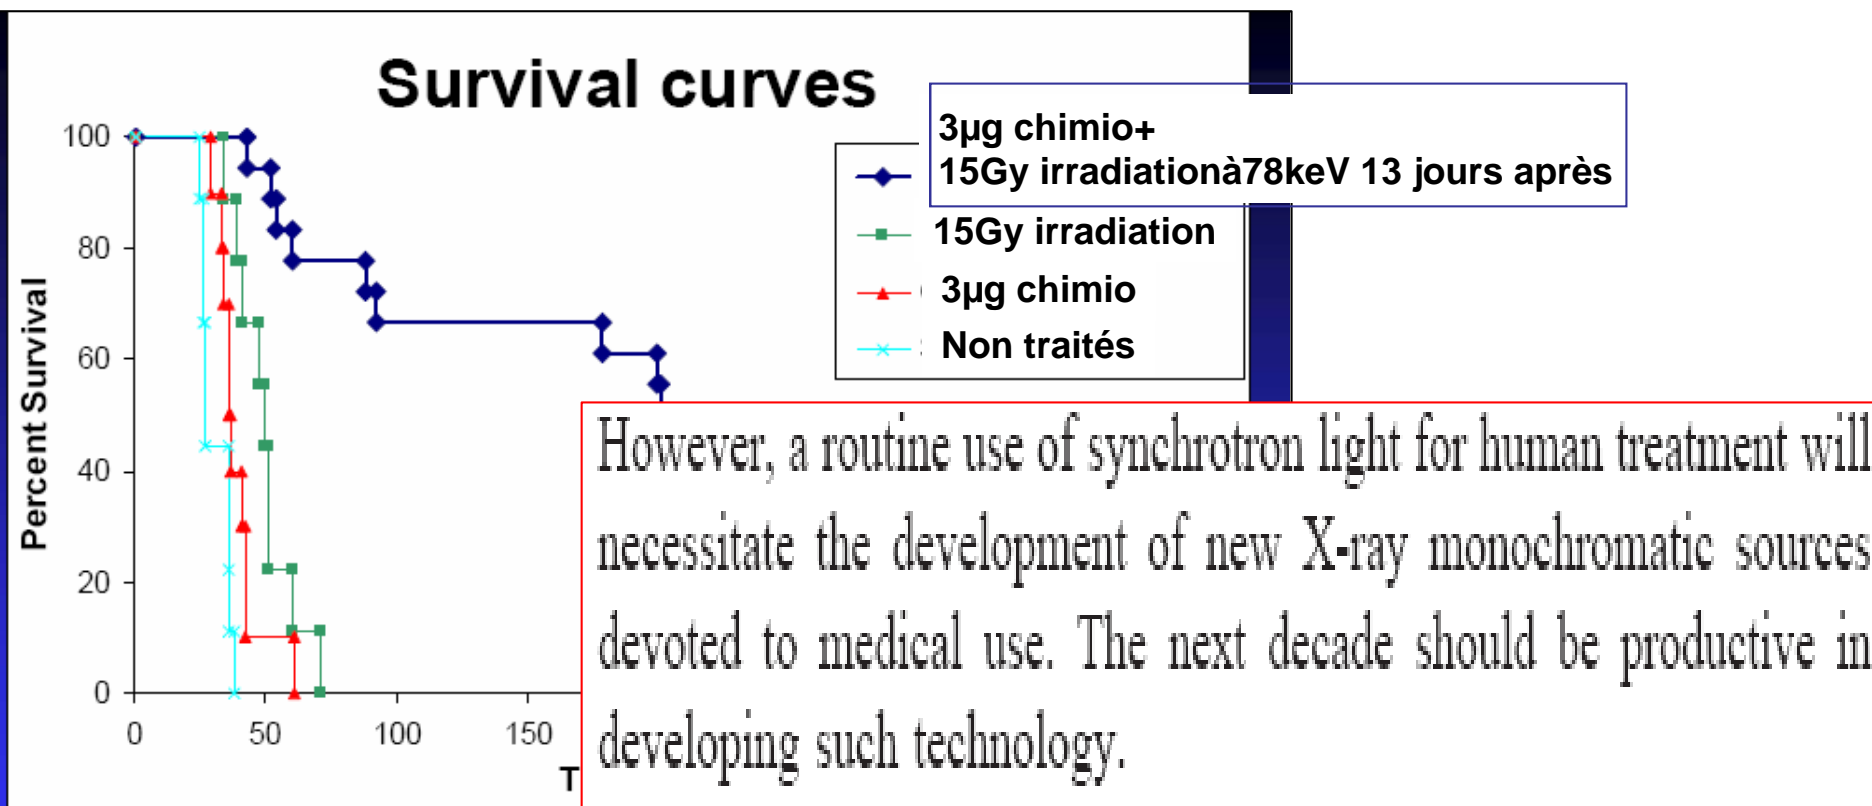 Survival curves
3µg chimio+
15Gy irradiationà78keV 13 jours après
15Gy irradiation
3µg chimio
Non traités
Percent Survival
100
80
60
40
20
0
0 50 100 150
T
However, a routine use of synchrotron light for human treatment will
necessitate the development of new X-ray monochromatic sources
devoted to medical use. The next decade should be productive in
developing such technology.